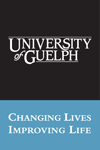 UNIVERSITY
of GUELPH
CHANGING LIVES
IMPROVING LIFE